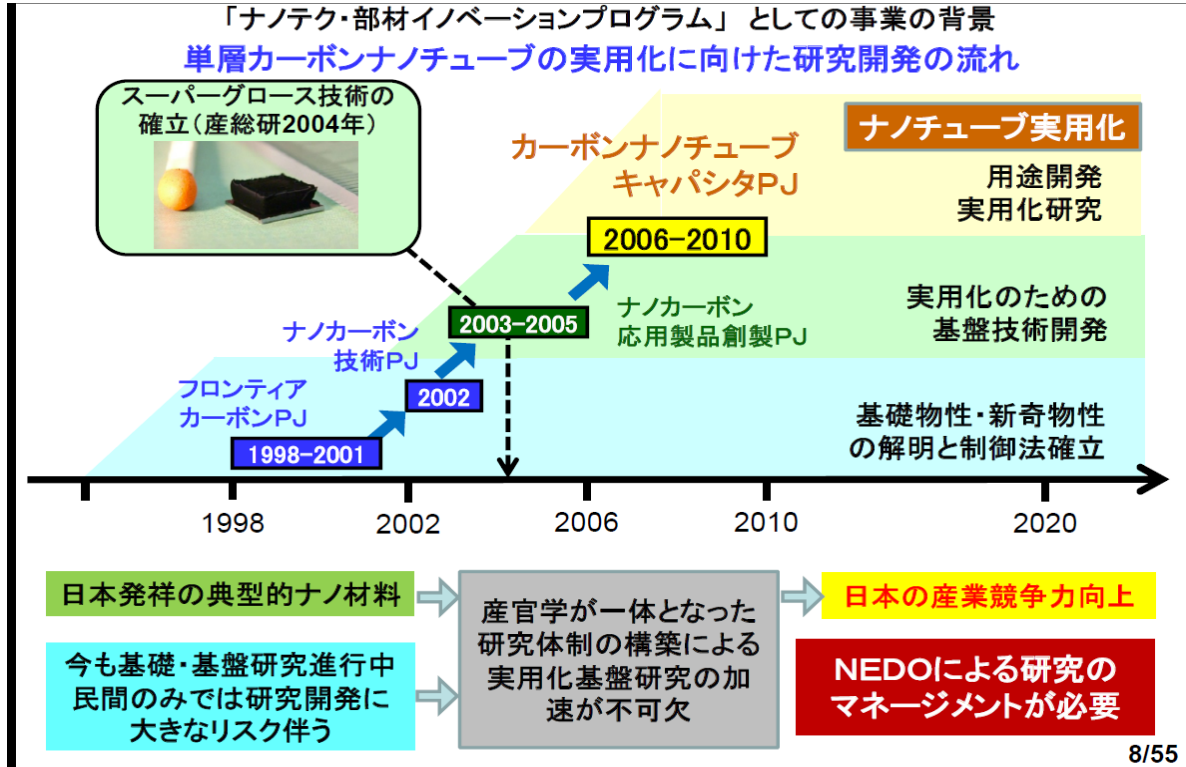 「ナノテク・部材イノベーションプログラム」 としての事業の背景
単層カーボンナノチューブの実用化に向けた研究開発の流れ
スーパーグロース技術の
確立（産総研2004年）
カーボンナノチューブ
キャパシタPJ
2006−2010
ナノチューブ実用化
用途開発
実用化研究
ナノカーボン
技術PJ
2003−2005
ナノカーボン
応用製品創製PJ
実用化のための
基盤技術開発
フロンティア
カーボンPJ
2002
1998−2001
基礎物性・新奇物性
の解明と制御法確立
1998
2002
2006
2010
2020
日本発祥の典型的ナノ材料
今も基礎・基盤研究進行中
民間のみでは研究開発に
大きなリスク伴う
産官学が一体となった
研究体制の構築による
実用化基盤研究の加
速が不可欠
日本の産業競争力向上
NEDOによる研究の
マネージメントが必要
8/55